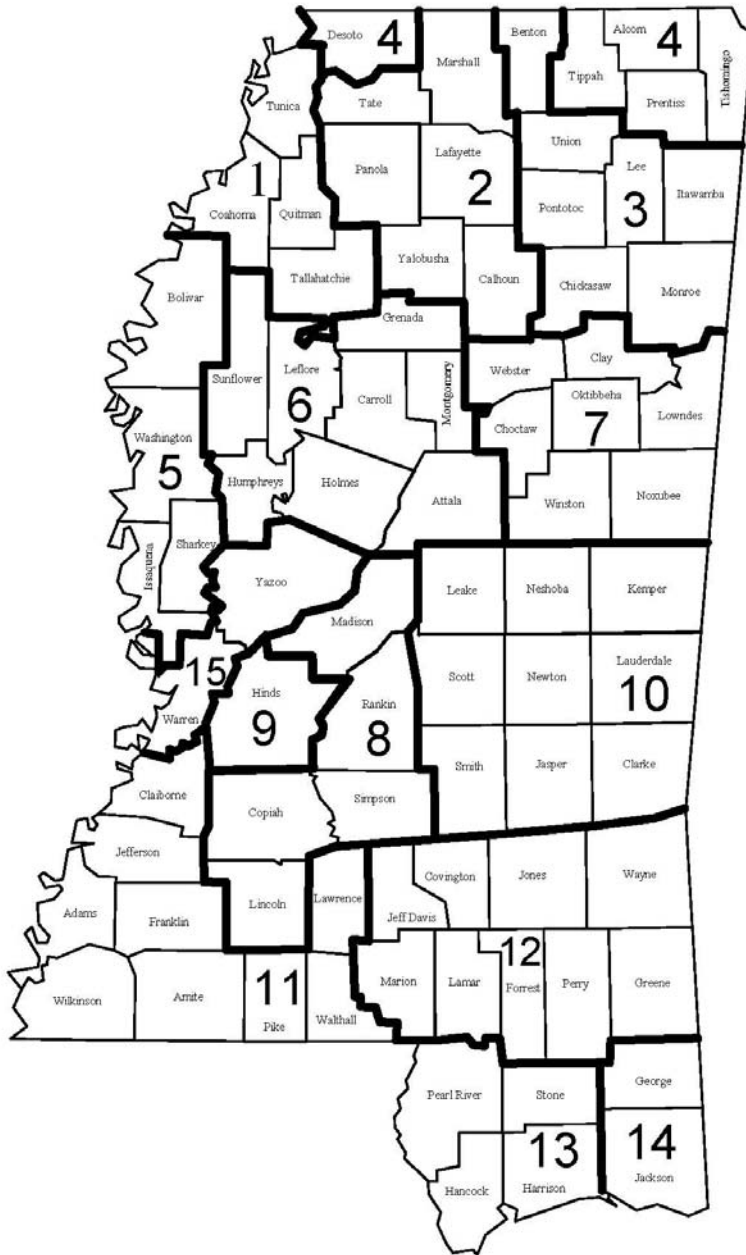 Desoto
4
Benton
Alcorn
4
Marshall
Tippah
Tishomingo
Tunica
Tate
Prentiss
Union
Lafayette
Lee
Panola
1
2
Itawamba
Pontotoc
3
Coahoma
Quitman
Yalobusha
Tallahatchie
Calhoun
Chickasaw
Monroe
Bolivar
Grenada
Clay
Leflore
Webster
Sunflower
Montgomery
Oktibbeha
6
Carroll
Lowndes
Choctaw
7
Washington
5
Humphreys
Holmes
Attala
Winston
Noxubee
Sharkey
Issaquena
Yazoo
Leake
Neshoba
Kemper
Madison
15
Lauderdale
Scott
Newton
Hinds
Rankin
10
Warren
9
8
Smith
Jasper
Clarke
Claiborne
Copiah
Simpson
Jefferson
Covington
Jones
Wayne
Lincoln
Lawrence
Adams
Franklin
Jeff Davis
12
Marion
Lamar
Forrest
Perry
Greene
11
Wilkinson
Amite
Pike
Walthall
Pearl River
Stone
George
13
14
Jackson
Hancock
Harrison